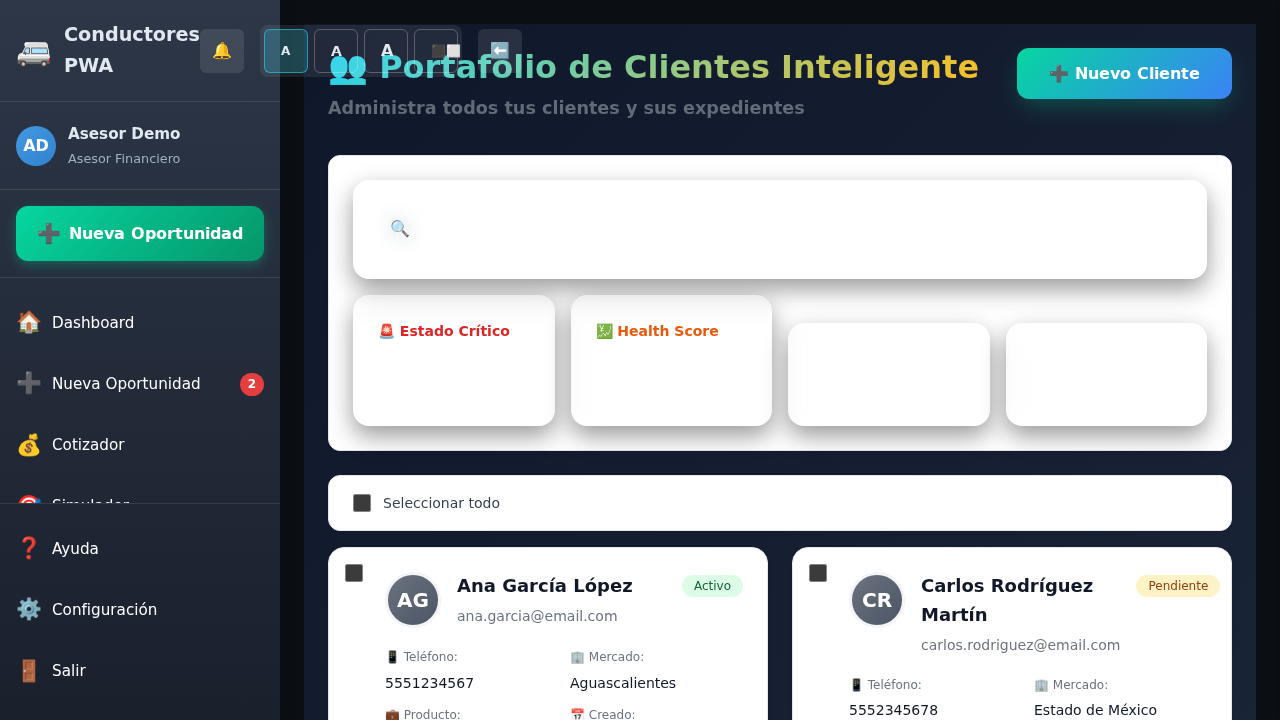 Conductores
PWA
A
A
A
👥 Portafolio de Clientes Inteligente
➕ Nuevo Cliente
Administra todos tus clientes y sus expedientes
AD
Asesor Demo
Asesor Financiero
➕ Nueva Oportunidad
🏠 Dashboard
➕ Nueva Oportunidad 2
💰 Cotizador
🎯 Simulador
❓ Ayuda
⚙️ Configuración
🚪 Salir
🚨 Estado Crítico
💹 Health Score
Seleccionar todo
AG
Ana García López
Activo
ana.garcia@email.com
📱 Teléfono:
🏢 Mercado:
5551234567
Aguascalientes
💼 Producto:
📅 Creado:
CR
Carlos Rodríguez
Martín
Pendiente
carlos.rodriguez@email.com
📱 Teléfono:
🏢 Mercado:
5552345678
Estado de México